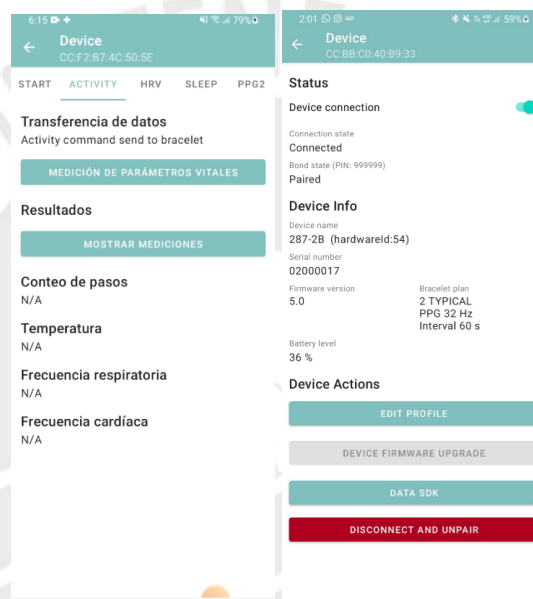 6:15
79%
Device
CC:F2:B7:4C:50:5E
START ACTIVITY HRV SLEEP PPG2
Transferencia de datos
Activity command send to bracelet
MEDICIÓN DE PARÁMETROS VITALES
Resultados
MOSTRAR MEDICIONES
Conteo de pasos
N/A
Temperatura
N/A
Frecuencia respiratoria
N/A
Frecuencia cardíaca
N/A
2:01
59%
Device
CC:BB:C0:40:B9:33
Status
Device connection
Connection state
Connected
Bond state (PIN: 999999)
Paired
Device Info
Device name
287-2B (hardwareId:54)
Serial number
02000017
Firmware version
5.0
Bracelet plan
2 TYPICAL
PPG 32 Hz
Interval 60 s
Battery level
36 %
Device Actions
EDIT PROFILE
DEVICE FIRMWARE UPGRADE
DATA SDK
DISCONNECT AND UNPAIR